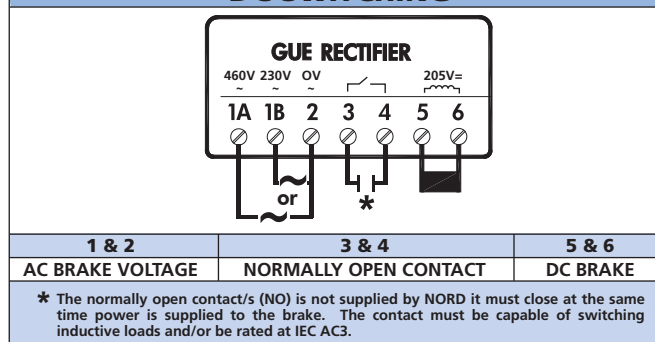 GUE RECTIFIER
460V 230V OV 205V=
~ ~ ~
1A 1B 2 3 4 5 6
~
or
~
*
1 & 2 3 & 4 5 & 6
AC BRAKE VOLTAGE NORMALLY OPEN CONTACT DC BRAKE
* The normally open contact/s (NO) is not supplied by NORD it must close at the same
time power is supplied to the brake. The contact must be capable of switching
inductive loads and/or be rated at IEC AC3.